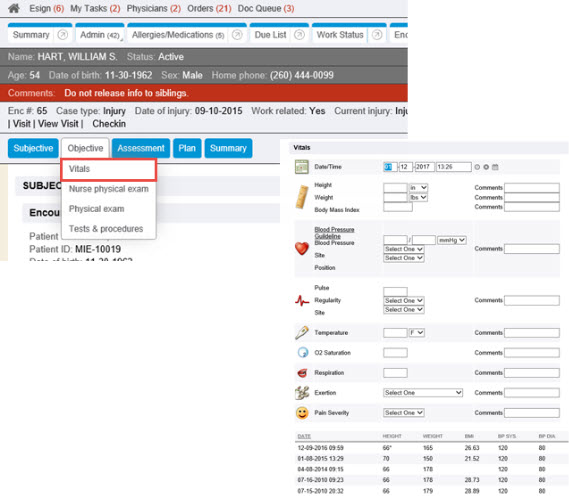 Esign (6) My Tasks (2) Physicians (2) Orders (21) Doc Queue (3)
Summary Admin (42) Allergies/Medications (5) Due List Work Status Enc
Name: HART, WILLIAM S. Status: Active
Age: 54 Date of birth: 11-30-1962 Sex: Male Home phone: (260) 444-0099
Comments: Do not release info to siblings.
Enc #: 65 Case type: Injury Date of injury: 09-10-2015 Work related: Yes Current injury: Inju
| Visit | View Visit | Checkin
Subjective Objective Assessment Plan Summary
Vitals
Nurse physical exam
Physical exam
Tests & procedures
SUBJEC
Encou
Patient
Patient ID: MIE-10019
Date of birth: 11-30-1962
Vitals
Date/Time 01 -12 -2017 13:26
Height in Comments
Weight lbs Comments
Body Mass Index Comments
Blood Pressure
Guildeline
Blood Pressure / mmHg Comments
Site Select One
Position Select One
Pulse
Regularity Select One Comments
Site Select One
Temperature F Comments
O2 Saturation Comments
Respiration Comments
Exertion Select One Comments
Pain Severity Select One Comments
DATE HEIGHT WEIGHT BMI BP SYS. BP DIA.
12-09-2016 09:59 66" 165 26.63 120 80
01-08-2015 13:29 70 150 21.52 120 80
04-08-2014 09:15 66 178 120 80
07-16-2010 09:23 66 178 28.73 120 80
07-15-2010 20:32 66 179 28.89 120 80